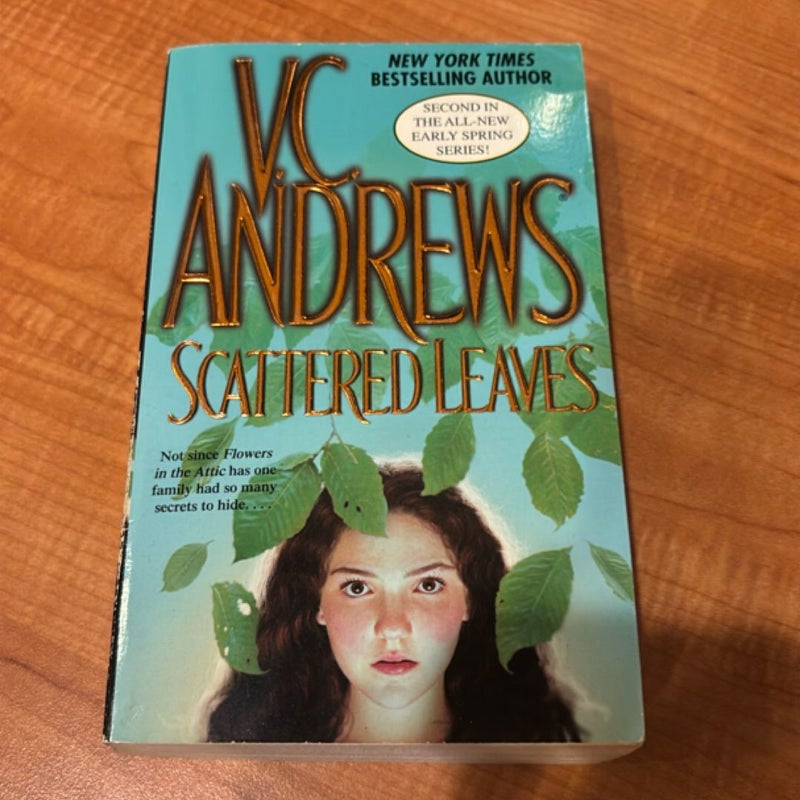 V.C.
ANDREWS®
NEW YORK TIMES
BESTSELLING AUTHOR
SECOND IN
THE ALL-NEW
EARLY SPRING
SERIES!
SCATTERED LEAVES
Not since Flowers
in the Attic has one
family had so many
secrets to hide. . . .